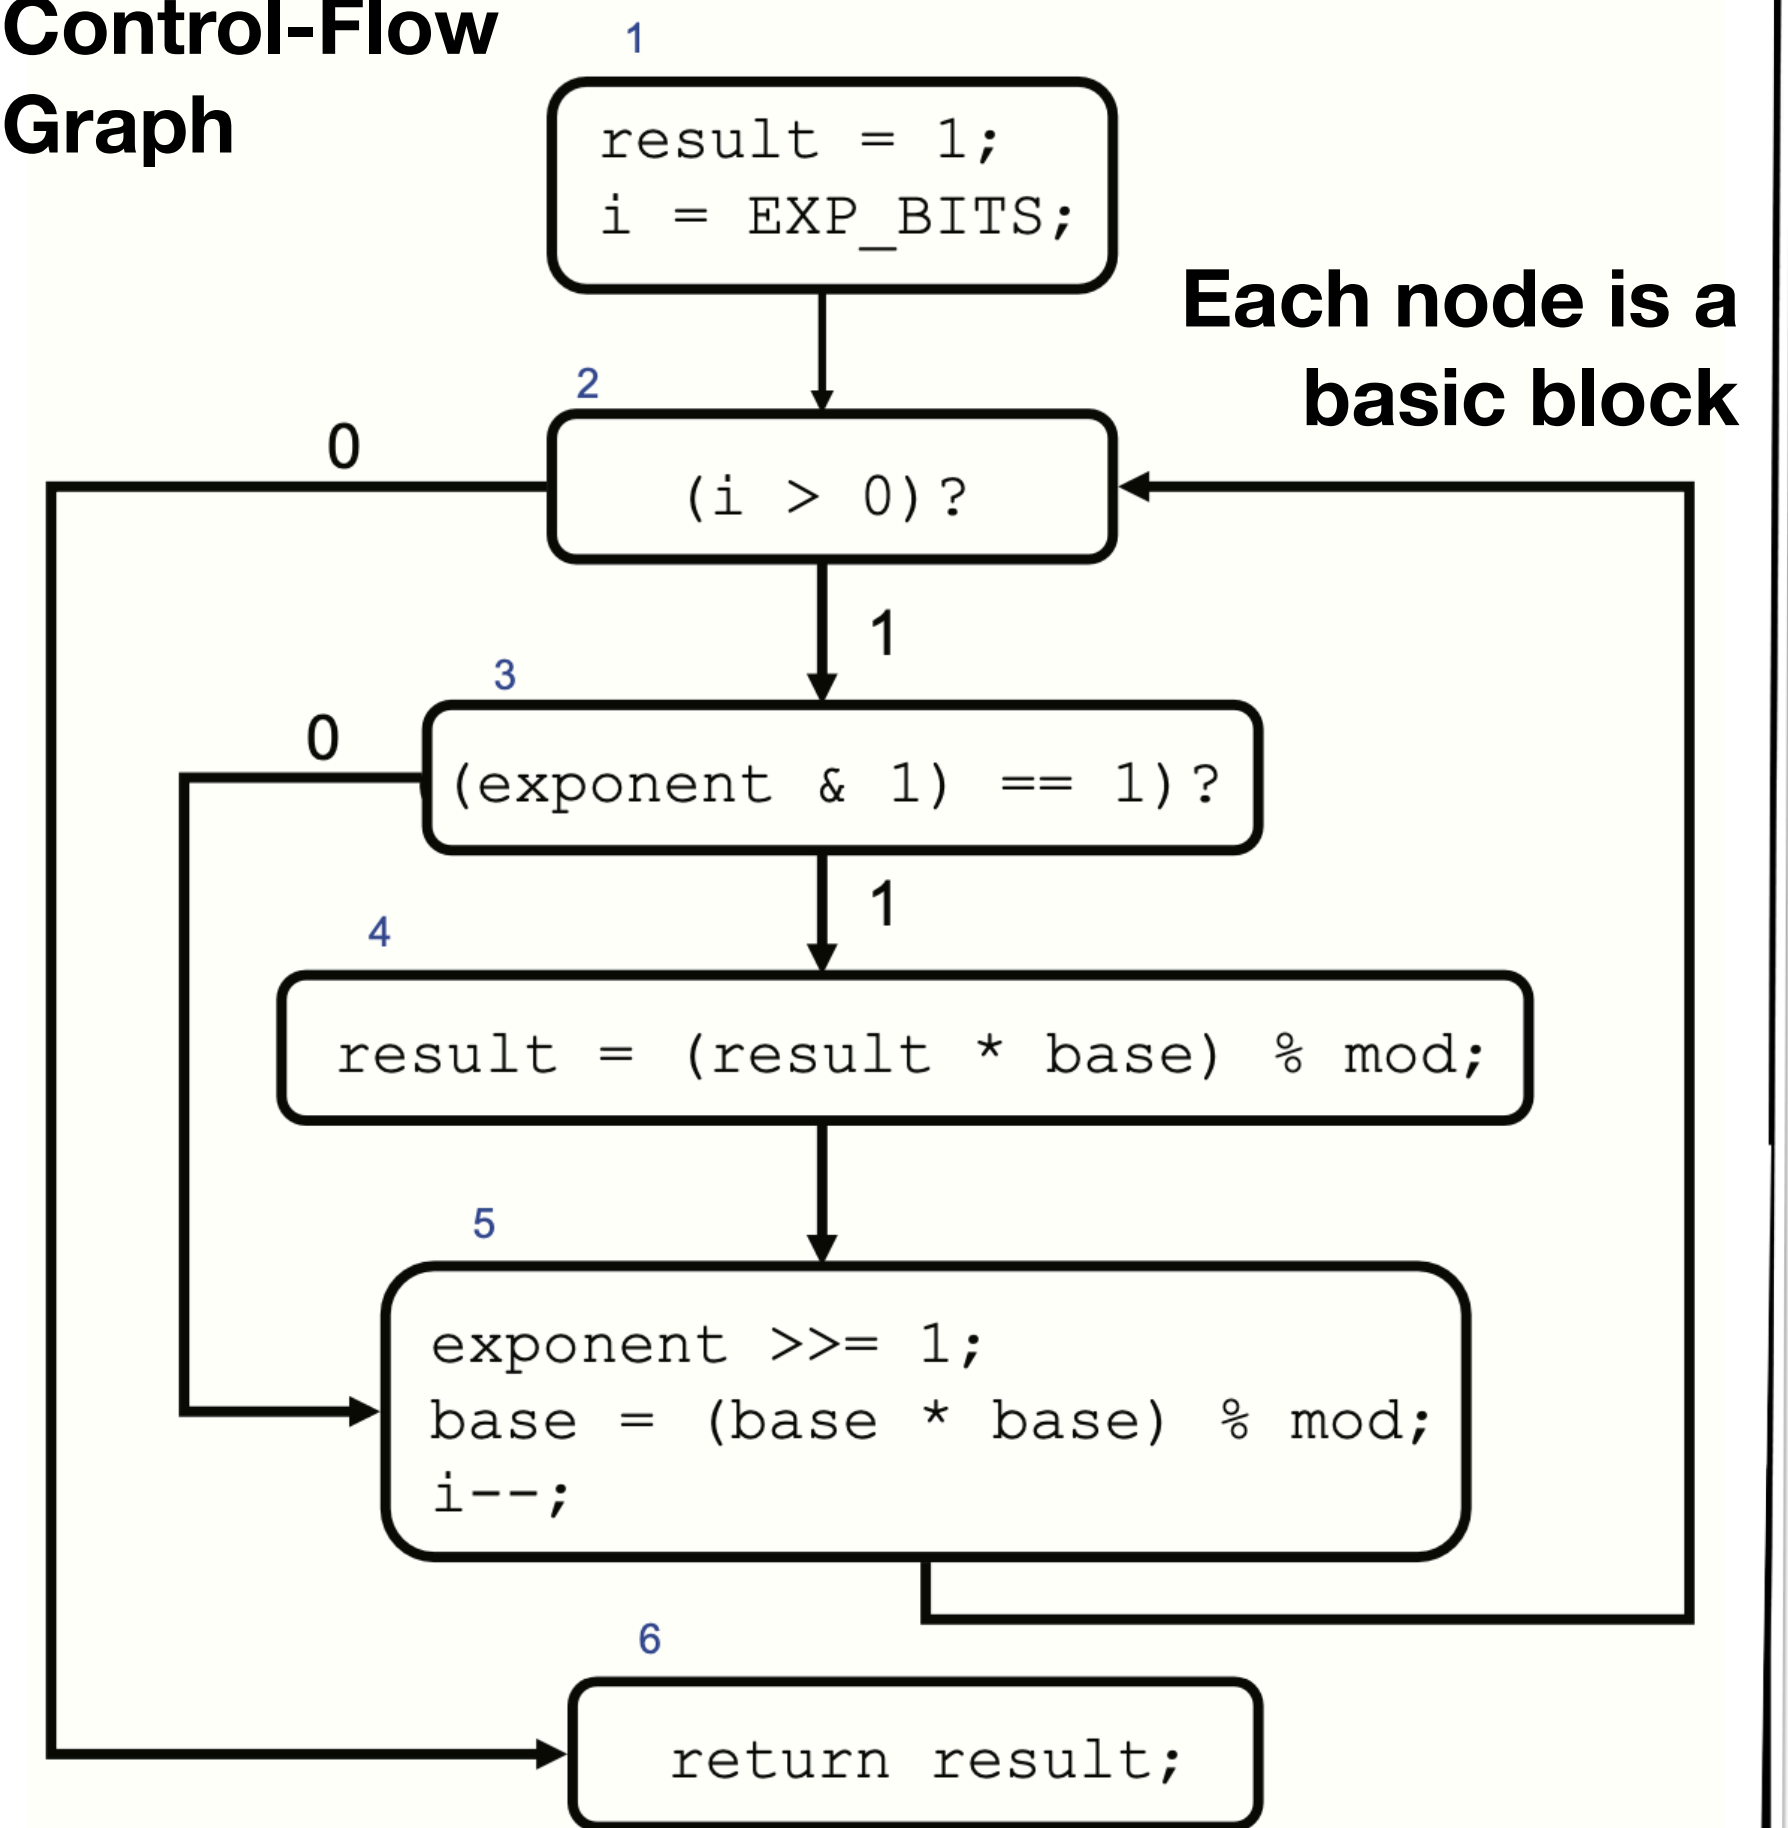 Control-Flow
Graph
1
result = 1;
i = EXP_BITS;
Each node is a
basic block
2
0
(i > 0)?
1
3
0
(exponent & 1) == 1)?
1
4
result = (result * base) % mod;
5
exponent >>= 1;
base = (base * base) % mod;
i--;
6
return result;